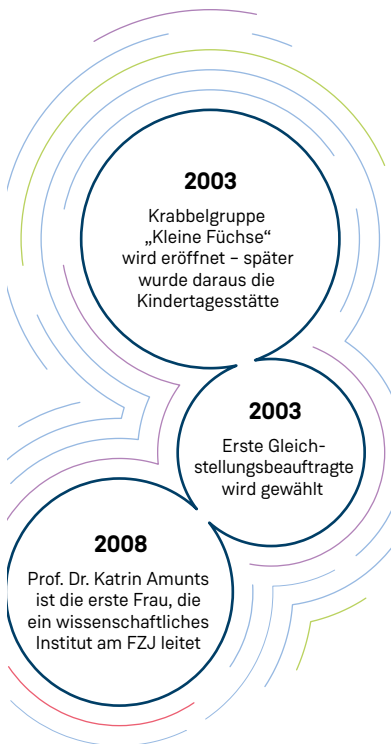 2003
Krabbelgruppe
„Kleine Füchse“
wird eröffnet – später
wurde daraus die
Kindertagesstätte
2003
Erste Gleich-
stellungsbeauftragte
wird gewählt
2008
Prof. Dr. Katrin Amunts
ist die erste Frau, die
ein wissenschaftliches
Institut am FZJ leitet